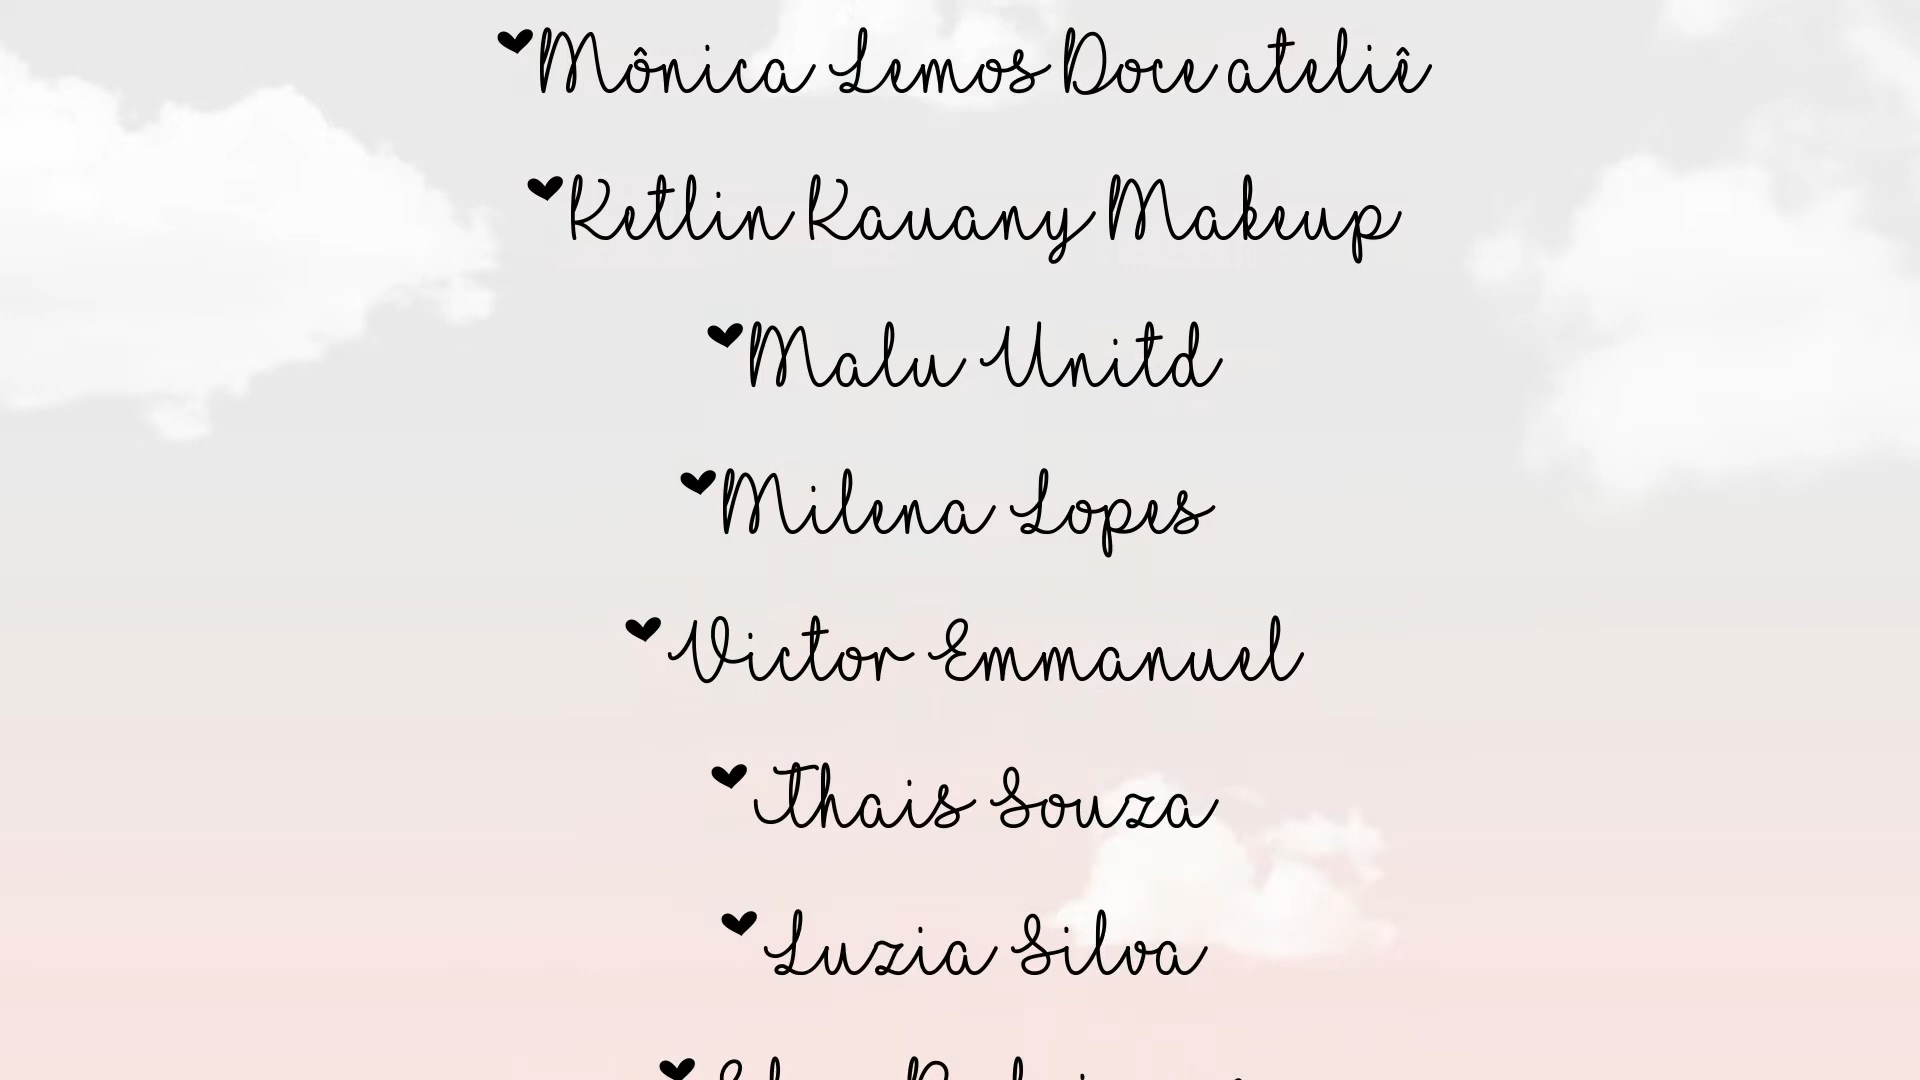 ♥Mônica Lemos Doce ateliê
♥Ketlin Kauany Makeup
♥Malu Unitd
♥Milena Lopes
♥Victor Emmanuel
♥Thais Souza
♥Luzia Silva